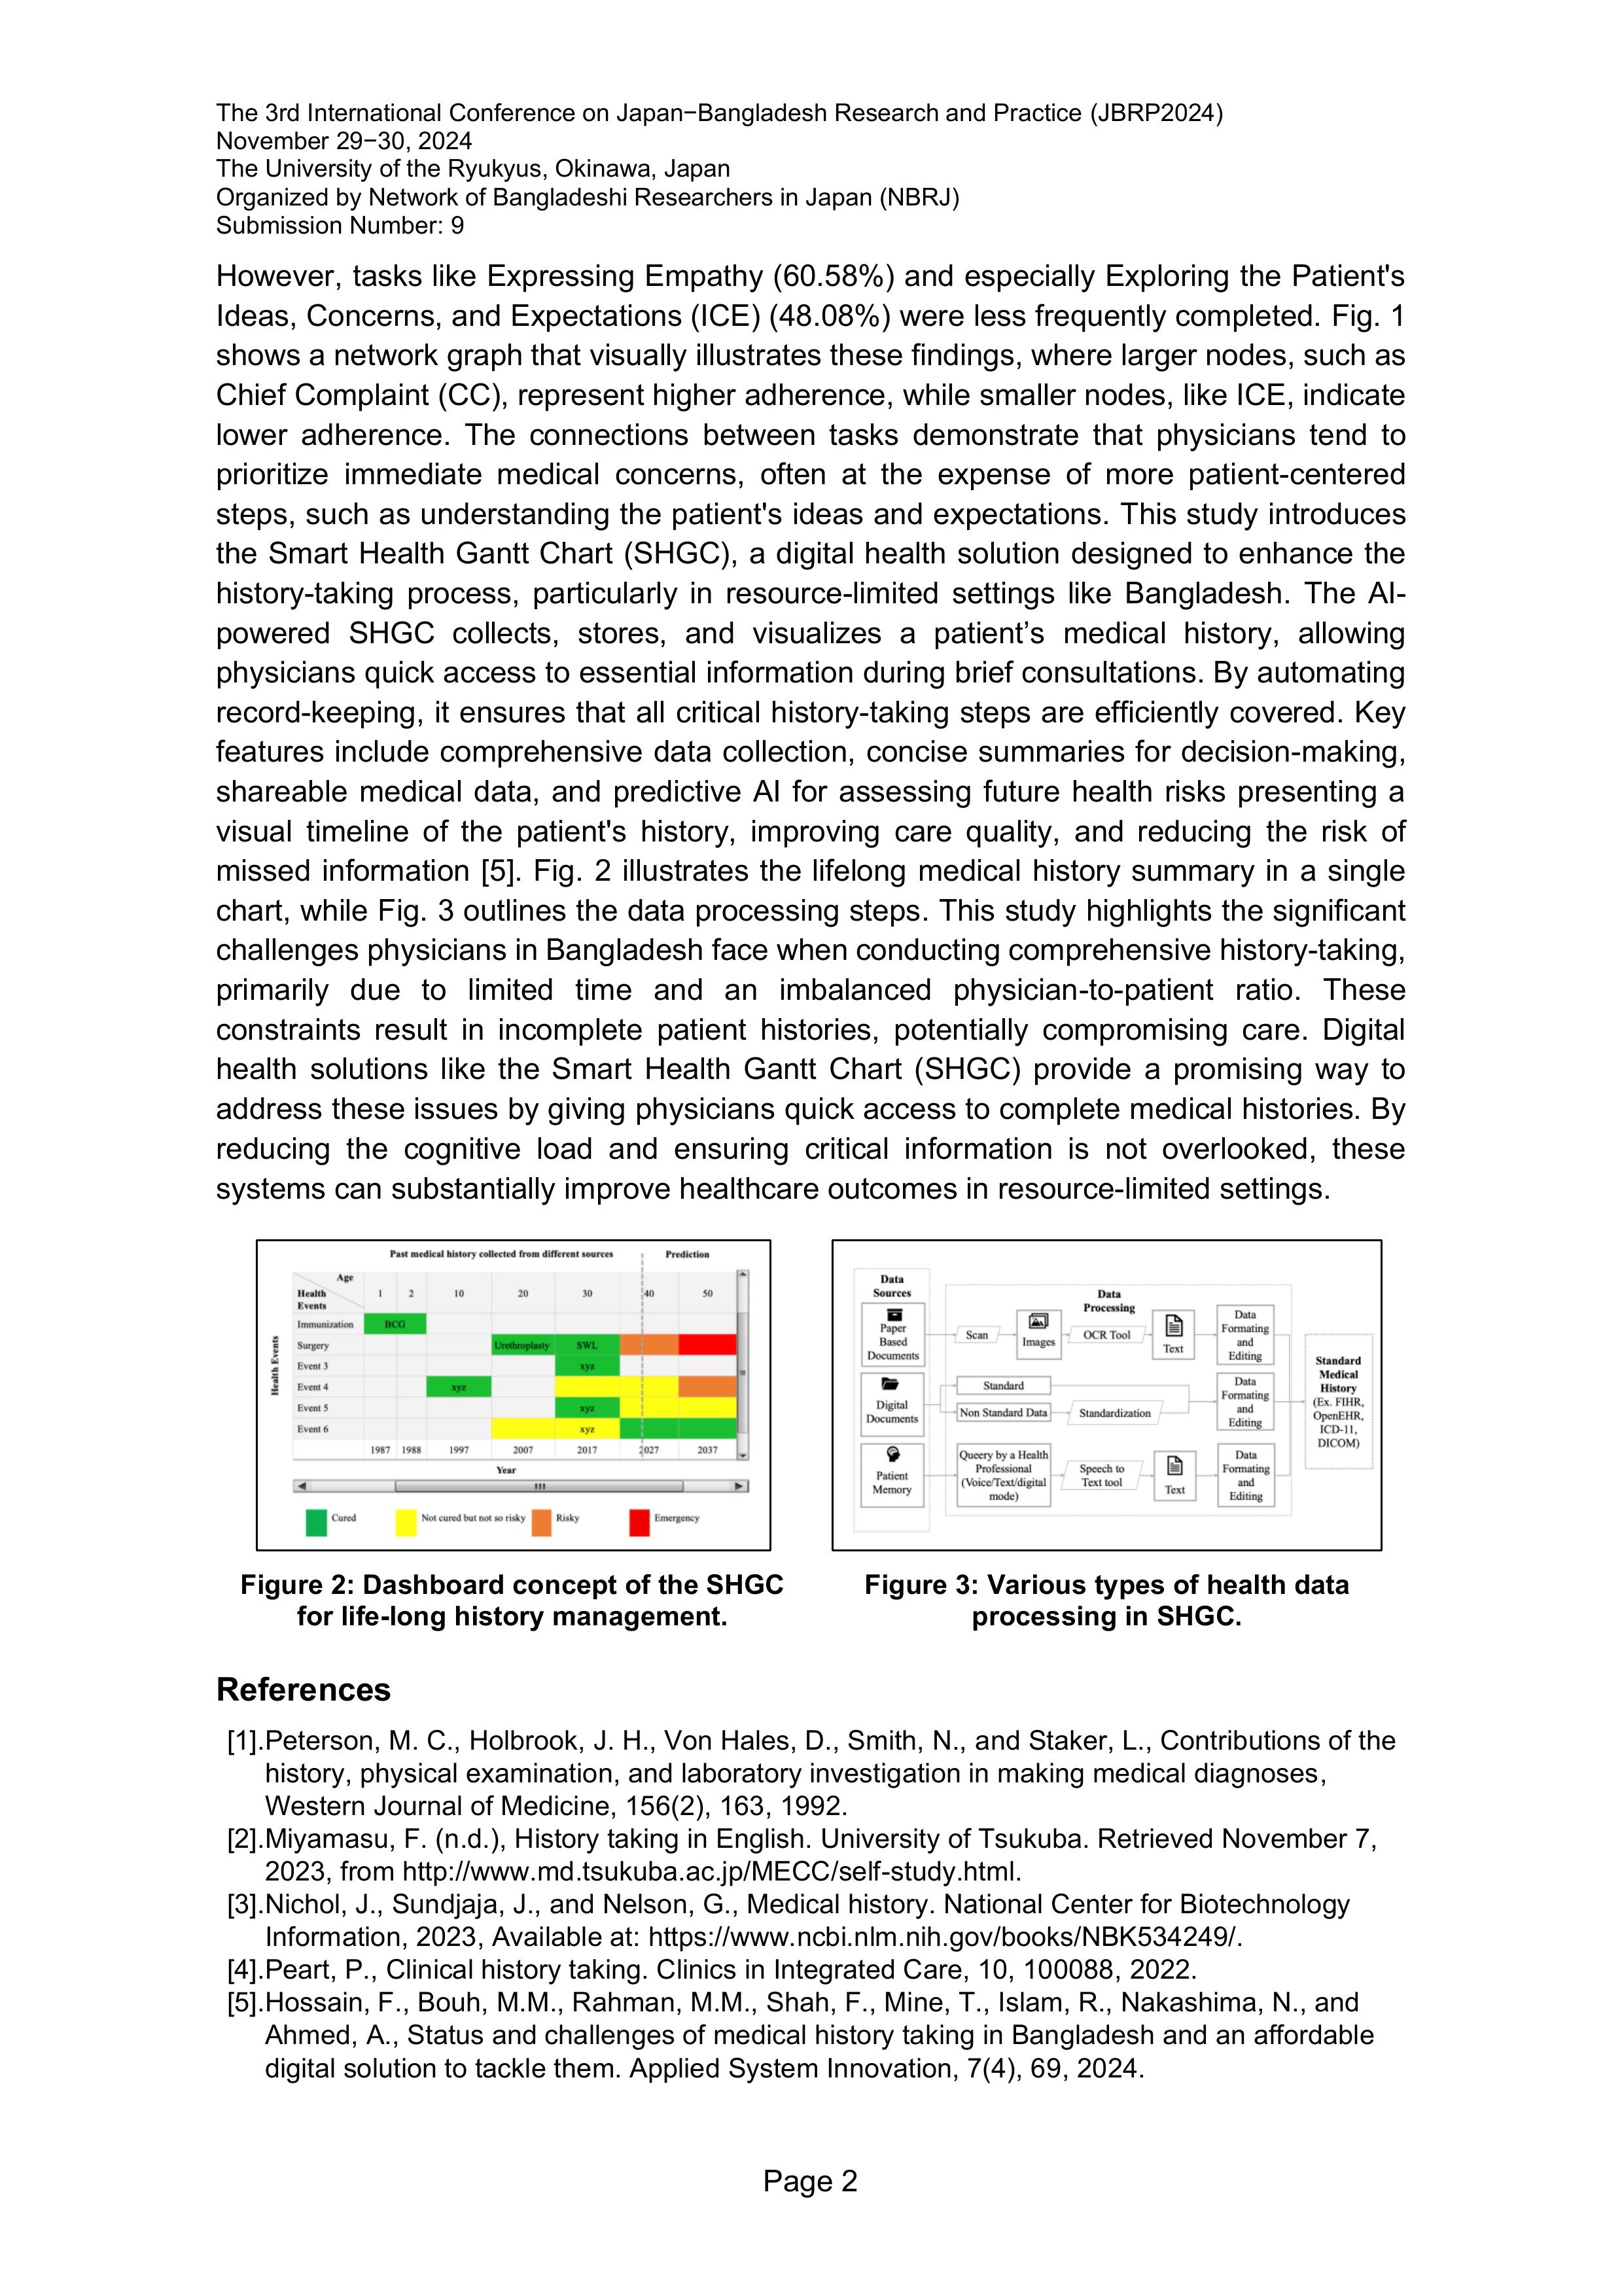 The 3rd International Conference on Japan−Bangladesh Research and Practice (JBRP2024)
November 29−30, 2024
The University of the Ryukyus, Okinawa, Japan
Organized by Network of Bangladeshi Researchers in Japan (NBRJ)
Submission Number: 9
However, tasks like Expressing Empathy (60.58%) and especially Exploring the Patient's
Ideas, Concerns, and Expectations (ICE) (48.08%) were less frequently completed. Fig. 1
shows a network graph that visually illustrates these findings, where larger nodes, such as
Chief Complaint (CC), represent higher adherence, while smaller nodes, like ICE, indicate
lower adherence. The connections between tasks demonstrate that physicians tend to
prioritize immediate medical concerns, often at the expense of more patient-centered
steps, such as understanding the patient's ideas and expectations. This study introduces
the Smart Health Gantt Chart (SHGC), a digital health solution designed to enhance the
history-taking process, particularly in resource-limited settings like Bangladesh. The AI-
powered SHGC collects, stores, and visualizes a patient’s medical history, allowing
physicians quick access to essential information during brief consultations. By automating
record-keeping, it ensures that all critical history-taking steps are efficiently covered. Key
features include comprehensive data collection, concise summaries for decision-making,
shareable medical data, and predictive AI for assessing future health risks presenting a
visual timeline of the patient's history, improving care quality, and reducing the risk of
missed information [5]. Fig. 2 illustrates the lifelong medical history summary in a single
chart, while Fig. 3 outlines the data processing steps. This study highlights the significant
challenges physicians in Bangladesh face when conducting comprehensive history-taking,
primarily due to limited time and an imbalanced physician-to-patient ratio. These
constraints result in incomplete patient histories, potentially compromising care. Digital
health solutions like the Smart Health Gantt Chart (SHGC) provide a promising way to
address these issues by giving physicians quick access to complete medical histories. By
reducing the cognitive load and ensuring critical information is not overlooked, these
systems can substantially improve healthcare outcomes in resource-limited settings.
Past medical history collected from different sources Prediction
Age
Health
Events
1 2 10 20 30 40 50
Health Events
Immunization BCG
Surgery Urethroplasty SWL
Event 3 xyz
Event 4 xyz
Event 5 xyz
Event 6 xyz
1987 1988 1997 2007 2017 2027 2037
Year
Cured Not cured but not so risky Risky Emergency
Figure 2: Dashboard concept of the SHGC
for life-long history management.
Data
Sources
Data
Processing
Paper
Based
Documents
Scan
Images
OCR Tool
Text
Data
Formating
and
Editing
Digital
Documents
Standard
Non Standard Data
Standardization
Data
Formating
and
Editing
Patient
Memory
Queery by a Health
Professional
(Voice/Text/digital
mode)
Speech to
Text tool
Text
Data
Formating
and
Editing
Standard
Medical
History
(Ex. FIHR,
OpenEHR,
ICD-11,
DICOM)
Figure 3: Various types of health data
processing in SHGC.
References
[1].Peterson, M. C., Holbrook, J. H., Von Hales, D., Smith, N., and Staker, L., Contributions of the
history, physical examination, and laboratory investigation in making medical diagnoses,
Western Journal of Medicine, 156(2), 163, 1992.
[2].Miyamasu, F. (n.d.), History taking in English. University of Tsukuba. Retrieved November 7,
2023, from http://www.md.tsukuba.ac.jp/MECC/self-study.html.
[3].Nichol, J., Sundjaja, J., and Nelson, G., Medical history. National Center for Biotechnology
Information, 2023, Available at: https://www.ncbi.nlm.nih.gov/books/NBK534249/.
[4].Peart, P., Clinical history taking. Clinics in Integrated Care, 10, 100088, 2022.
[5].Hossain, F., Bouh, M.M., Rahman, M.M., Shah, F., Mine, T., Islam, R., Nakashima, N., and
Ahmed, A., Status and challenges of medical history taking in Bangladesh and an affordable
digital solution to tackle them. Applied System Innovation, 7(4), 69, 2024.
Page 2